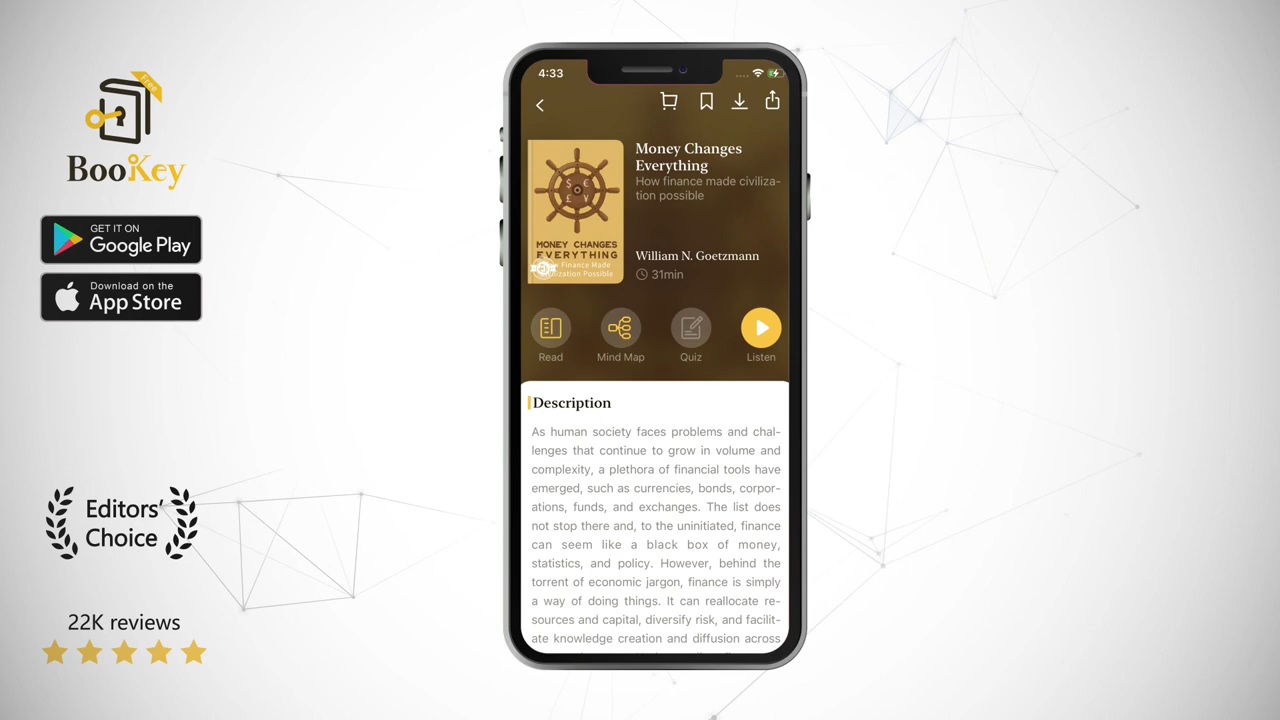 Free
BooKey
GET IT ON
Google Play
Download on the
App Store
Editors'
Choice
22K reviews
4:33
Money Changes
Everything
How finance made civiliza-
tion possible
William N. Goetzmann
31min
MONEY CHANGES
EVERYTHING
How Finance Made
Civilization Possible
$ €
£ ¥
Read
Mind Map
Quiz
Listen
Description
As human society faces problems and chal-
lenges that continue to grow in volume and
complexity, a plethora of financial tools have
emerged, such as currencies, bonds, corpor-
ations, funds, and exchanges. The list does
not stop there and, to the uninitiated, finance
can seem like a black box of money,
statistics, and policy. However, behind the
torrent of economic jargon, finance is simply
a way of doing things. It can reallocate re-
sources and capital, diversify risk, and facilit-
ate knowledge creation and diffusion across